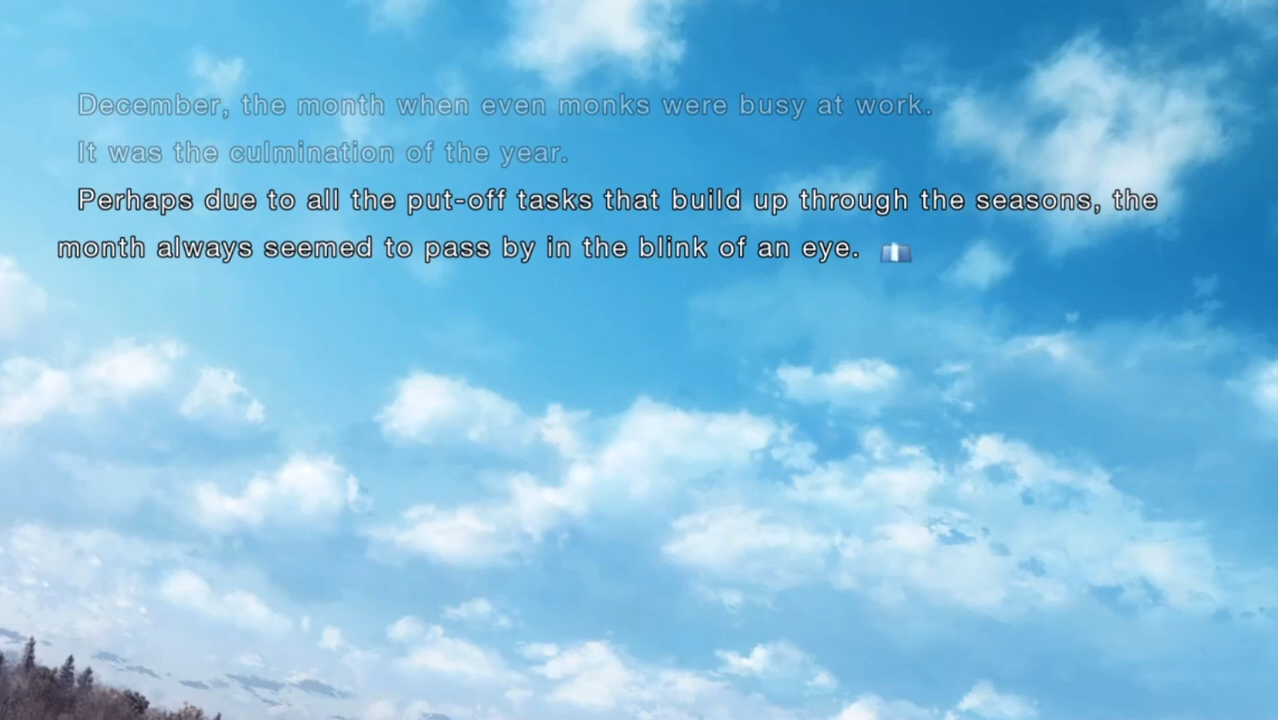 December, the month when even monks were busy at work.
It was the culmination of the year.
Perhaps due to all the put-off tasks that build up through the seasons, the
month always seemed to pass by in the blink of an eye.